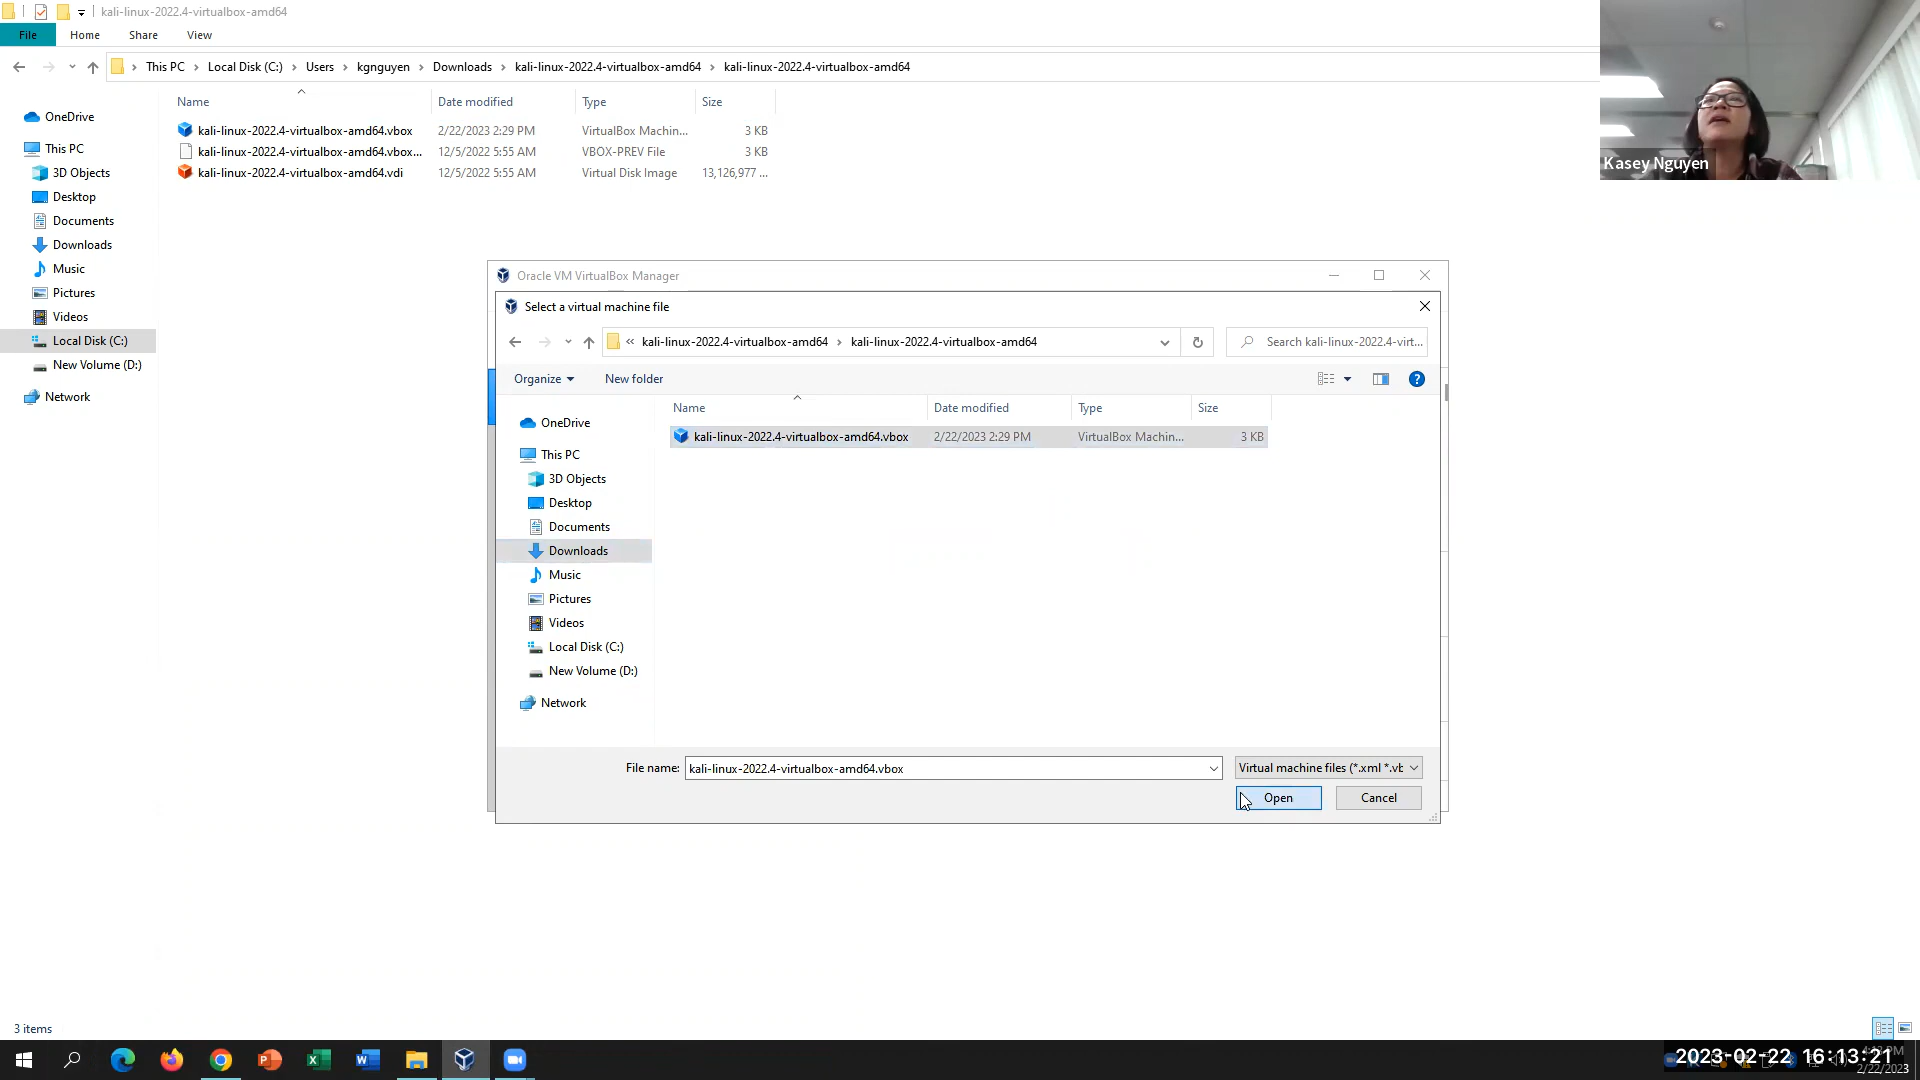 kali-linux-2022.4-virtualbox-amd64
File Home Share View
This PC Local Disk (C:) Users kgnguyen Downloads kali-linux-2022.4-virtualbox-amd64 kali-linux-2022.4-virtualbox-amd64
Name Date modified Type Size
kali-linux-2022.4-virtualbox-amd64.vbox 2/22/2023 2:29 PM VirtualBox Machin... 3 KB
kali-linux-2022.4-virtualbox-amd64.vbox... 12/5/2022 5:55 AM VBOX-PREV File 3 KB
kali-linux-2022.4-virtualbox-amd64.vdi 12/5/2022 5:55 AM Virtual Disk Image 13,126,977 ...
OneDrive
This PC
3D Objects
Desktop
Documents
Downloads
Music
Pictures
Videos
Local Disk (C:)
New Volume (D:)
Network
Kasey Nguyen
Oracle VM VirtualBox Manager
Select a virtual machine file
« kali-linux-2022.4-virtualbox-amd64 kali-linux-2022.4-virtualbox-amd64 Search kali-linux-2022.4-virt...
Organize New folder
Name Date modified Type Size
kali-linux-2022.4-virtualbox-amd64.vbox 2/22/2023 2:29 PM VirtualBox Machin... 3 KB
OneDrive
This PC
3D Objects
Desktop
Documents
Downloads
Music
Pictures
Videos
Local Disk (C:)
New Volume (D:)
Network
File name: kali-linux-2022.4-virtualbox-amd64.vbox Virtual machine files (*.xml *.vb
Open Cancel
3 items
2023-02-22 16:13:21
2/22/2023